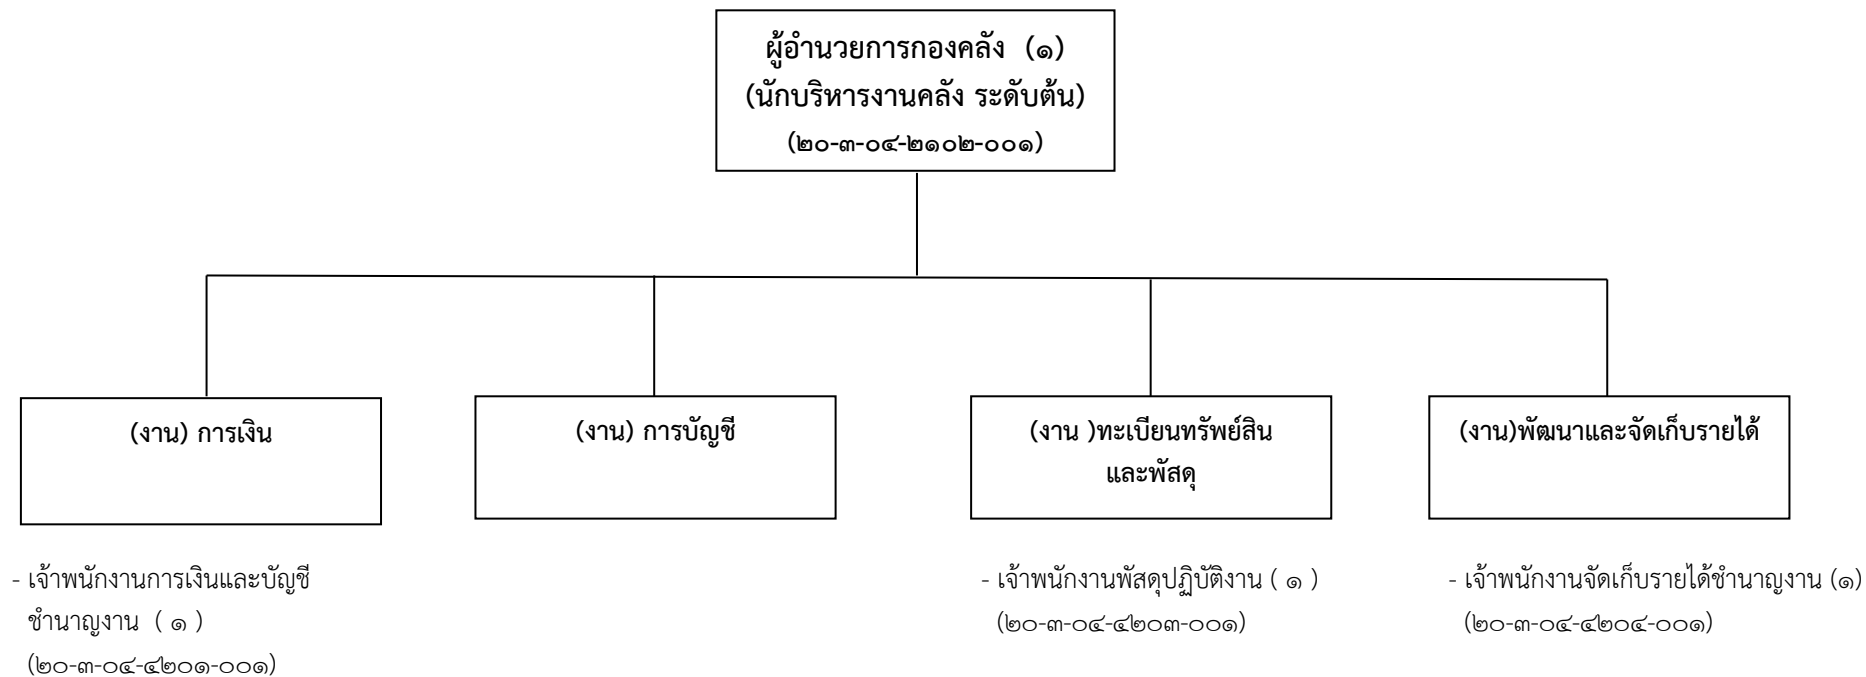 ผู้อำนวยการกองคลัง (๑)
(นักบริหารงานคลัง ระดับต้น)
(๒๐-๓-๐๔-๒๑๐๒-๐๐๑)
(งาน) การเงิน
(งาน) การบัญชี
(งาน )ทะเบียนทรัพย์สิน
และพัสดุ
(งาน)พัฒนาและจัดเก็บรายได้
- เจ้าพนักงานการเงินและบัญชี
ชำนาญงาน ( ๑ )
(๒๐-๓-๐๔-๔๒๐๑-๐๐๑)
- เจ้าพนักงานพัสดุปฏิบัติงาน ( ๑ )
(๒๐-๓-๐๔-๔๒๐๓-๐๐๑)
- เจ้าพนักงานจัดเก็บรายได้ชำนาญงาน (๑)
(๒๐-๓-๐๔-๔๒๐๔-๐๐๑)